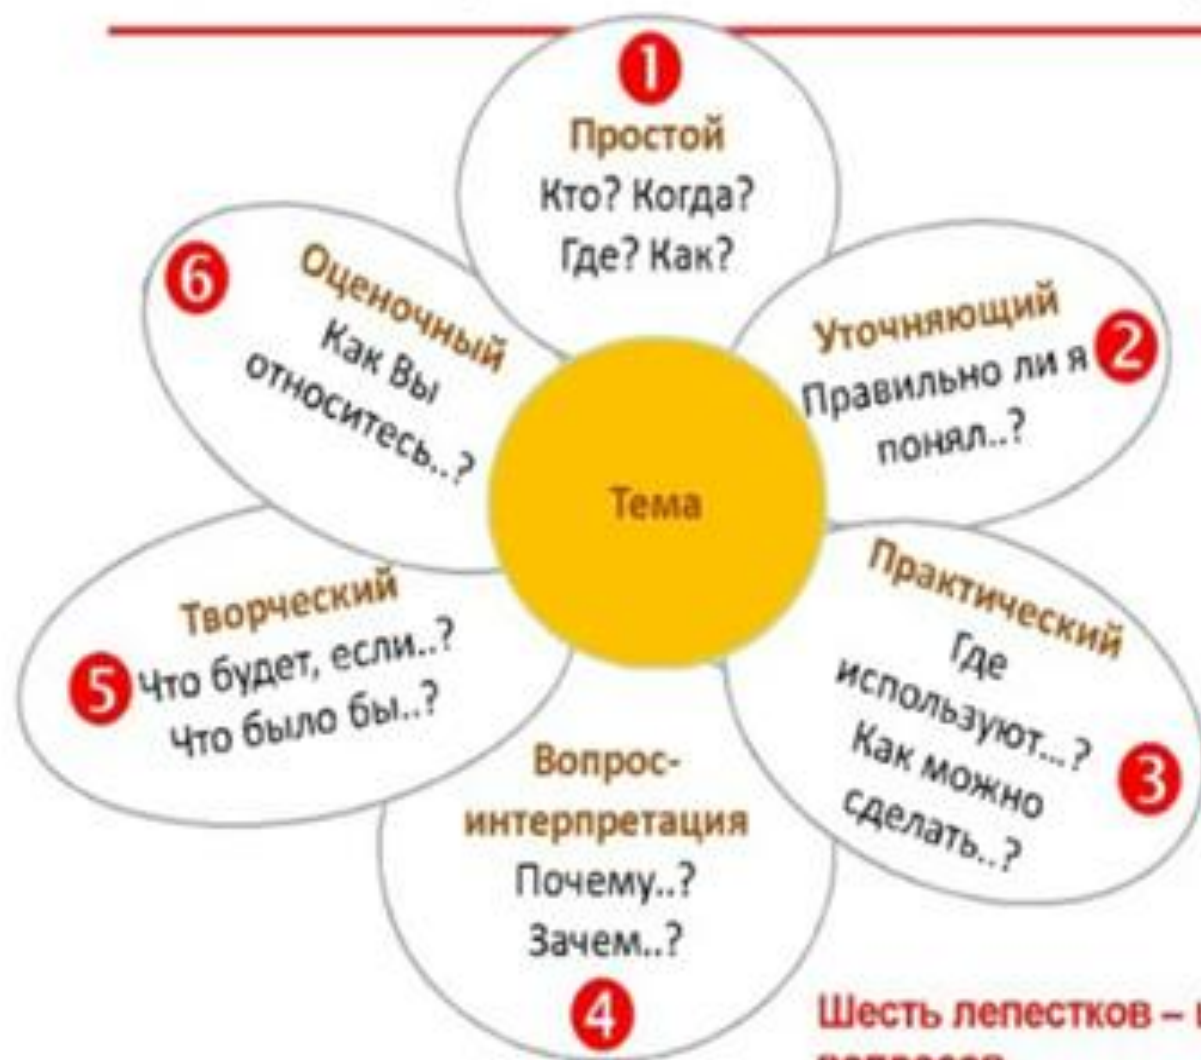 1
Простой
Кто? Когда?
Где? Как?
2
Уточняющий
Правильно ли я
понял..?
3
Практический
Где
используют...?
Как можно
сделать..?
4
Вопрос-
интерпретация
Почему..?
Зачем..?
5
Творческий
Что будет, если..?
Что было бы..?
6
Оценочный
Как Вы
относитесь..?
Тема
Шесть лепестков –